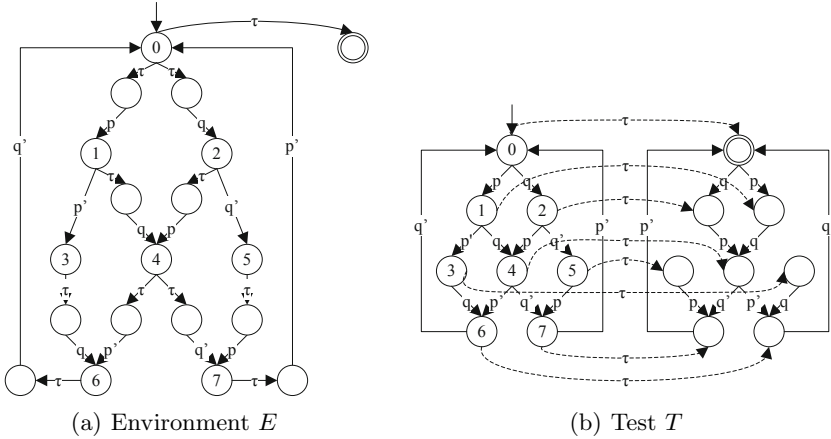 τ
0
τ τ
p q
1 2
q' p' τ τ q' p'
q p
3 4 5
τ τ τ τ
q p' q' p
6 τ 7 τ
(a) Environment E
τ
0
p q q p
τ
1 2 τ
q' p' q p q' p' p' p q q
τ
3 4 5 τ
τ
q p' q' p p q' p' q
6 7
τ
τ
(b) Test T